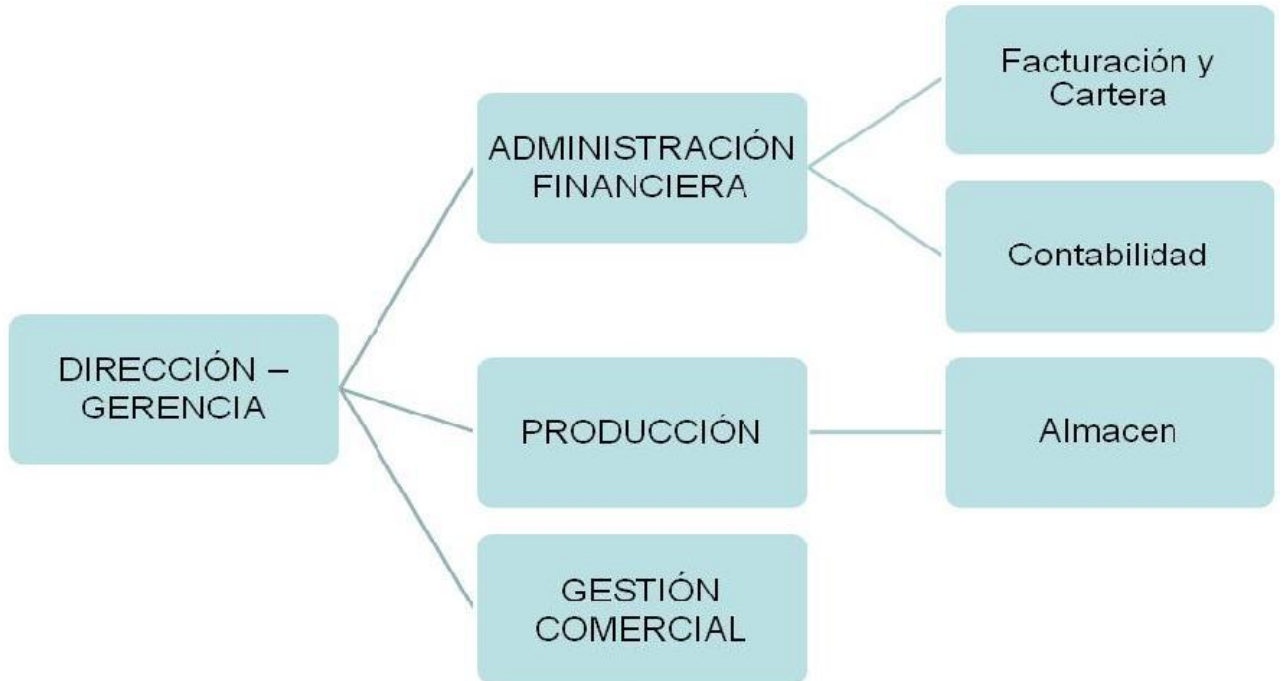 Facturación y
Cartera
ADMINISTRACIÓN
FINANCIERA
Contabilidad
DIRECCIÓN –
GERENCIA
PRODUCCIÓN
Almacen
GESTIÓN
COMERCIAL